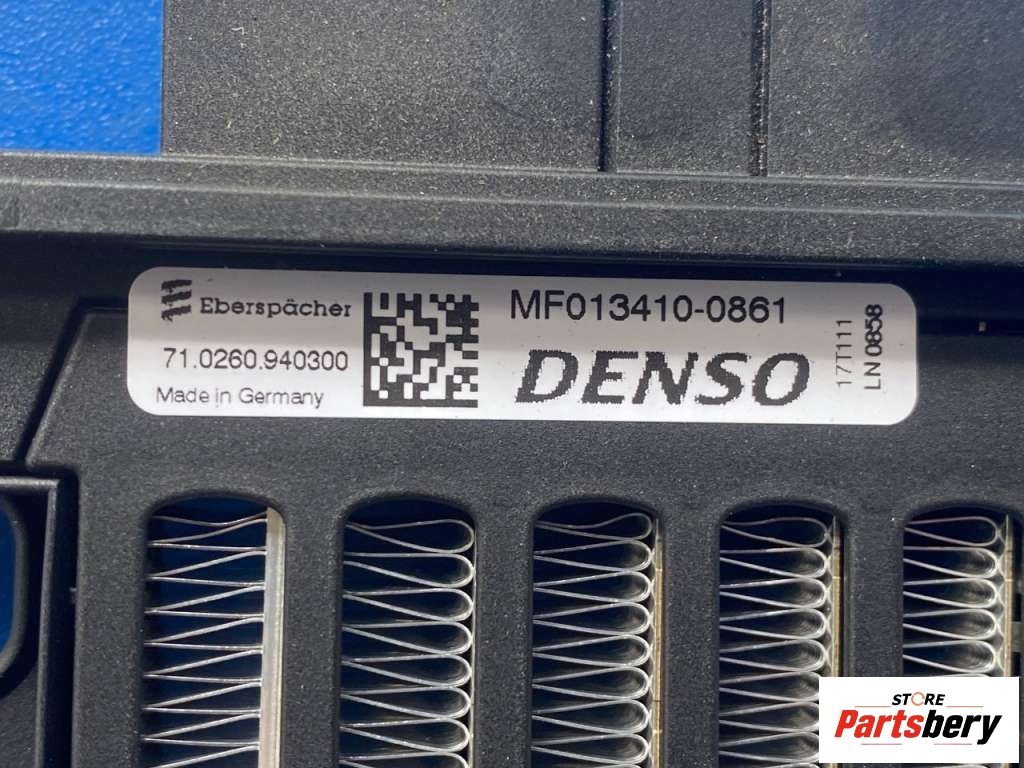 Eberspächer
71.0260.940300
Made in Germany
MF013410-0861
DENSO
17T111
LN 0858
STORE
Partsbery